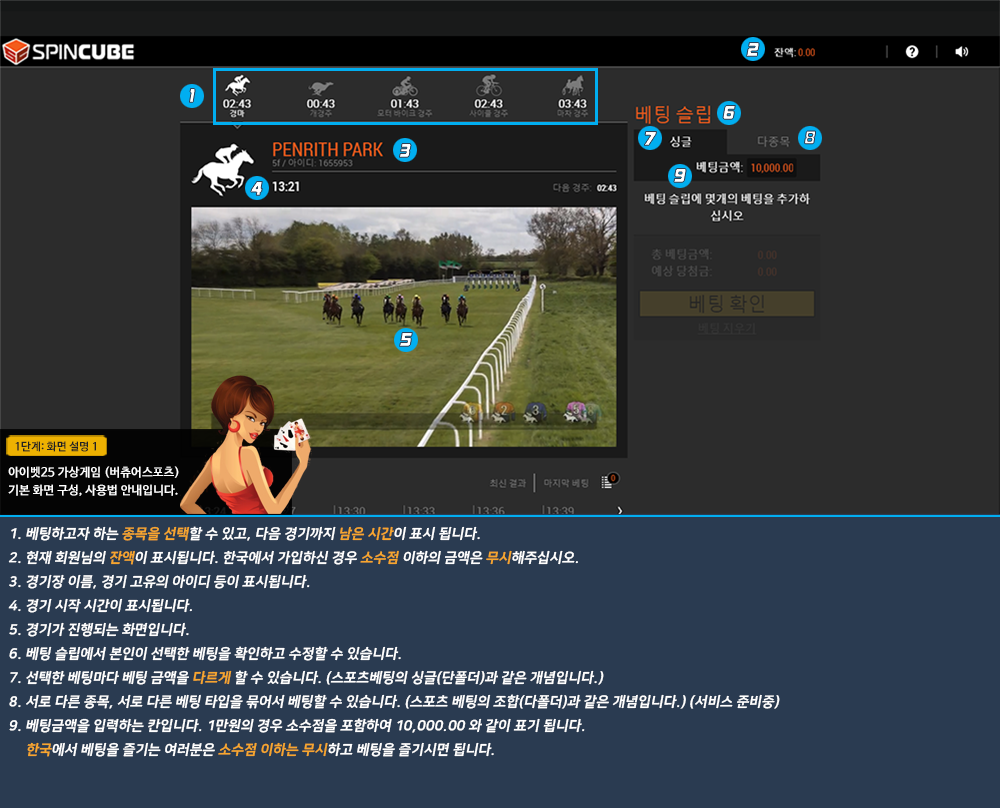 SPINCUBE
2 잔액: 0.00
?
1
02:43 00:43 01:43 02:43 03:43
경마 개경주 모터 바이크 경주 사이클 경주 마차 경주
베팅 슬립 6
7 싱글 다종목 8
9 베팅금액: 10,000.00
베팅 슬립에 몇개의 베팅을 추가하
십시오
총 베팅금액: 0.00
예상 당첨금: 0.00
베팅 확인
베팅 지우기
PENRITH PARK 3
5f / 아이디: 1655953
4 13:21 다음 경주: 02:43
5
1 2 3
최신 결과 마지막 베팅 0
13:30 13:33 13:36 13:39
1단계: 화면 설명 1
아이벳25 가상게임 (버츄어스포츠)
기본 화면 구성, 사용법 안내입니다.
1. 베팅하고자 하는 종목을 선택할 수 있고, 다음 경기까지 남은 시간이 표시 됩니다.
2. 현재 회원님의 잔액이 표시됩니다. 한국에서 가입하신 경우 소수점 이하의 금액은 무시해주십시오.
3. 경기장 이름, 경기 고유의 아이디 등이 표시됩니다.
4. 경기 시작 시간이 표시됩니다.
5. 경기가 진행되는 화면입니다.
6. 베팅 슬립에서 본인이 선택한 베팅을 확인하고 수정할 수 있습니다.
7. 선택한 베팅마다 베팅 금액을 다르게 할 수 있습니다. (스포츠베팅의 싱글(단폴더)과 같은 개념입니다.)
8. 서로 다른 종목, 서로 다른 베팅 타입을 묶어서 베팅할 수 있습니다. (스포츠 베팅의 조합(다폴더)과 같은 개념입니다.) (서비스 준비중)
9. 베팅금액을 입력하는 칸입니다. 1만원의 경우 소수점을 포함하여 10,000.00 와 같이 표기 됩니다.
한국에서 베팅을 즐기는 여러분은 소수점 이하는 무시하고 베팅을 즐기시면 됩니다.